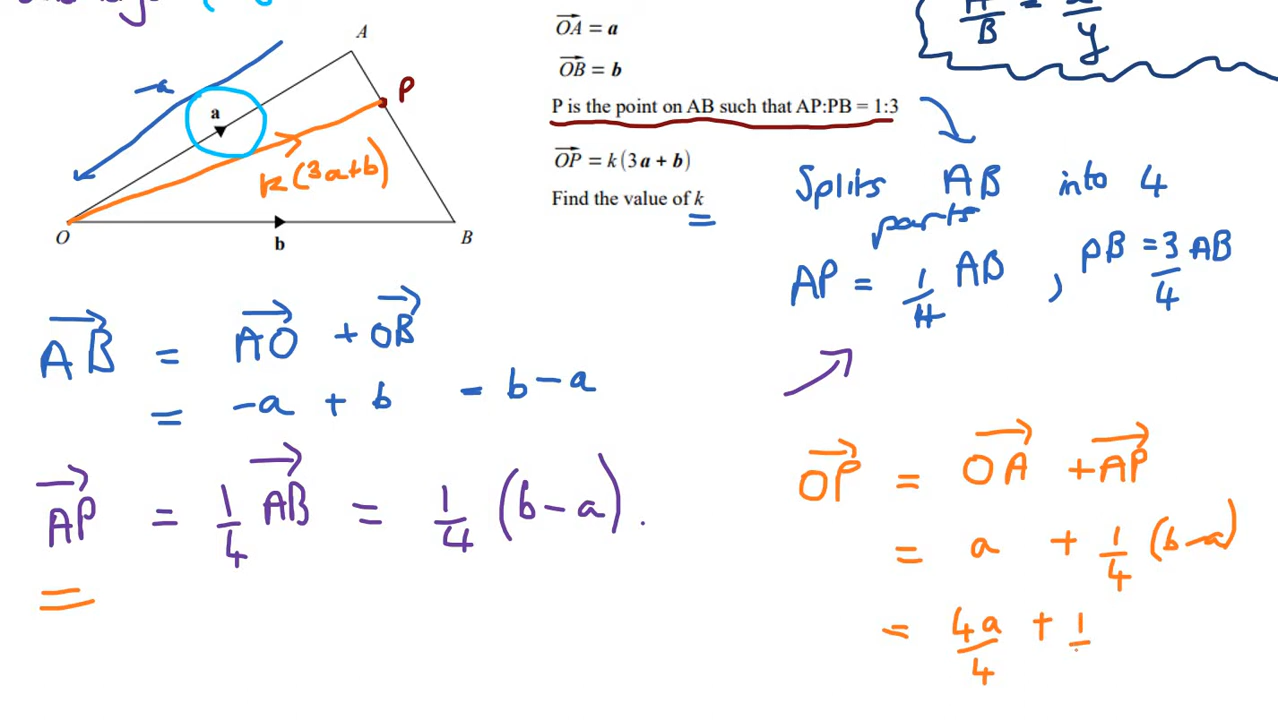 A
B
=
y
A
P
-a
a
k(3a+b)
O
b
B
→OA = a
→OB = b
P is the point on AB such that AP:PB = 1:3
→OP = k(3a + b)
Find the value of k
Splits AB into 4
parts
AP = 1/4 AB , PB = 3/4 AB
→AB = →AO + →OB
= -a + b = b-a
→AP = 1/4 →AB = 1/4 (b-a).
=
→OP = →OA + →AP
= a + 1/4 (b-a)
= 4a/4 + 1